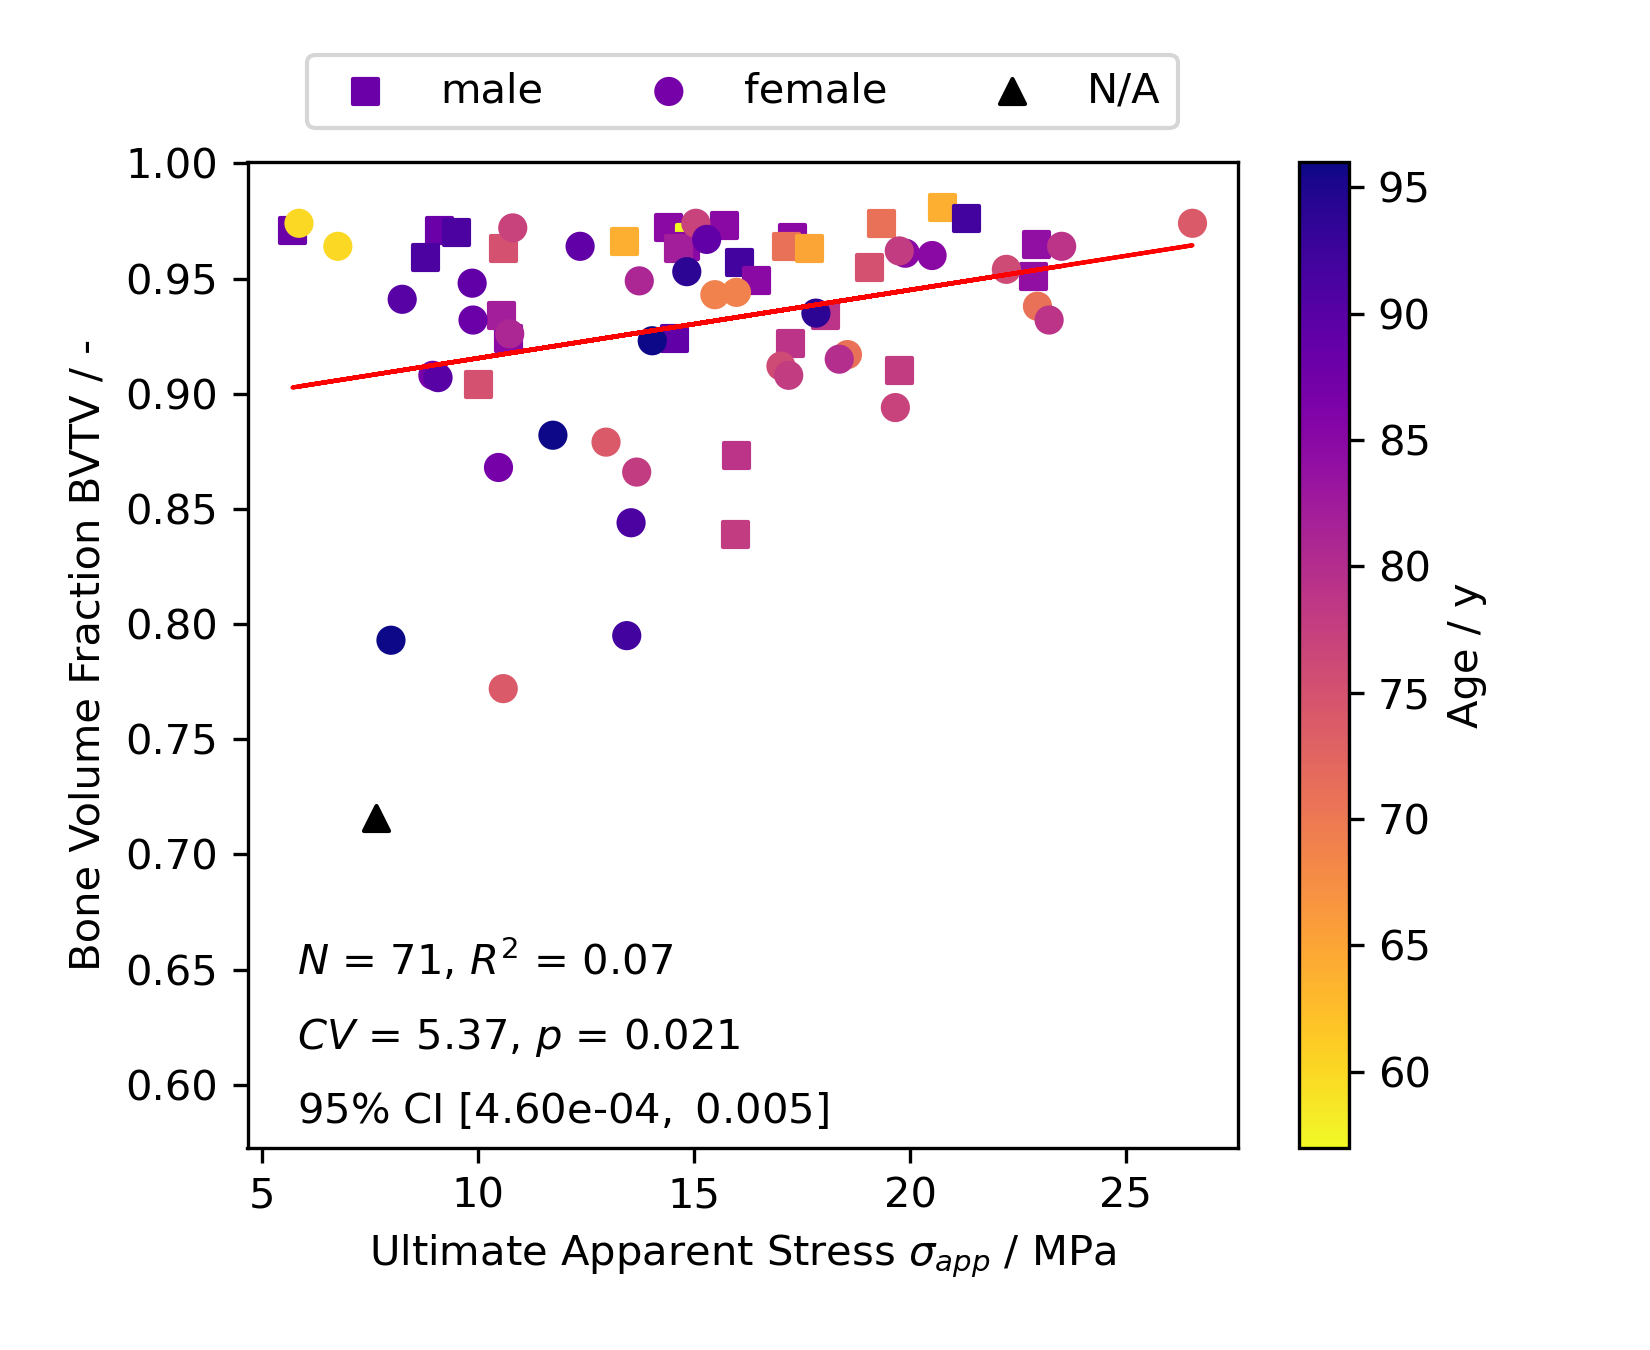 male female N/A
1.00
0.95
0.90
0.85
0.80
0.75
0.70
0.65
0.60
Bone Volume Fraction BVTV / -
N = 71, R² = 0.07
CV = 5.37, p = 0.021
95% CI [4.60e-04, 0.005]
5 10 15 20 25
Ultimate Apparent Stress σapp / MPa
95
90
85
80
75
70
65
60
Age / y